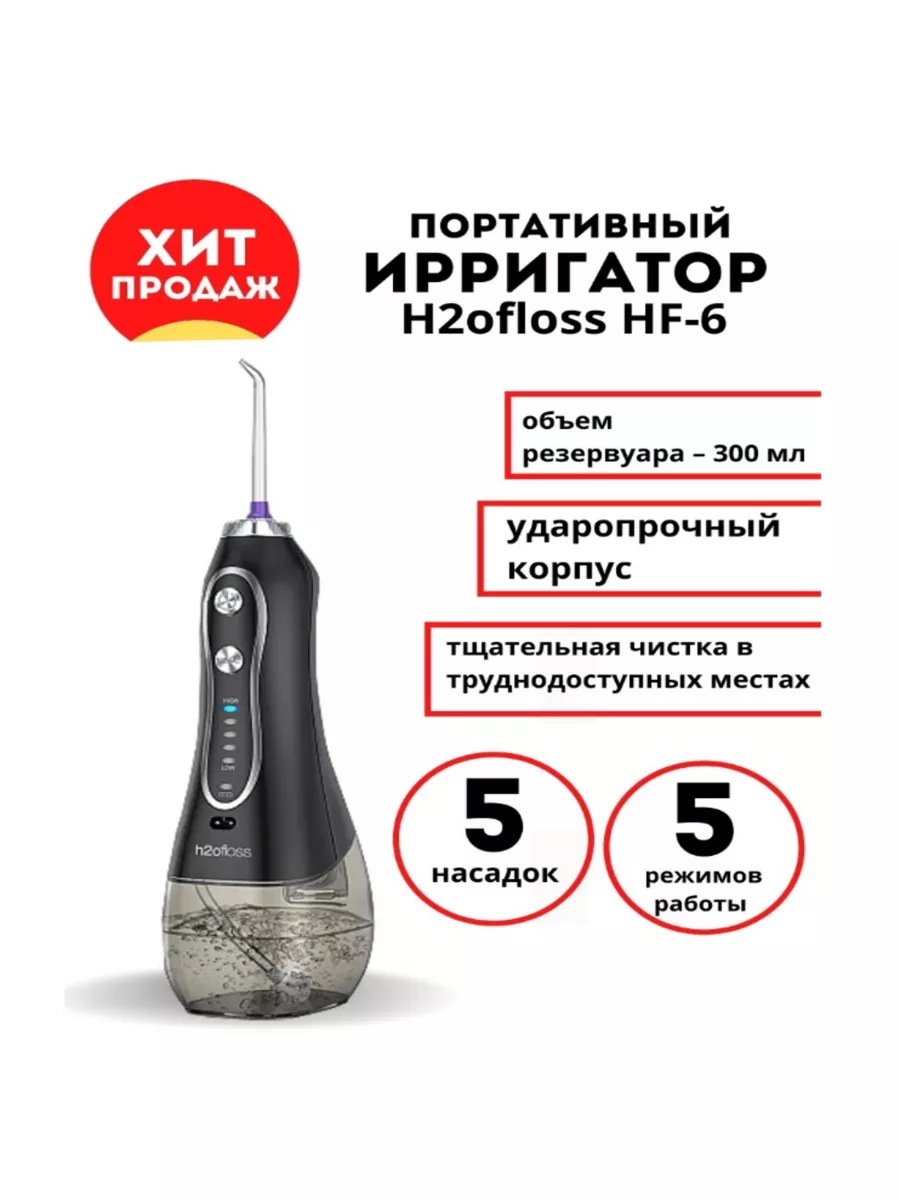 ХИТ
ПРОДАЖ
ПОРТАТИВНЫЙ
ИРРИГАТОР
H2ofloss HF-6
объем
резервуара – 300 мл
ударопрочный
корпус
тщательная чистка в
труднодоступных местах
5
насадок
5
режимов
работы
HIGH
LOW
h2ofloss